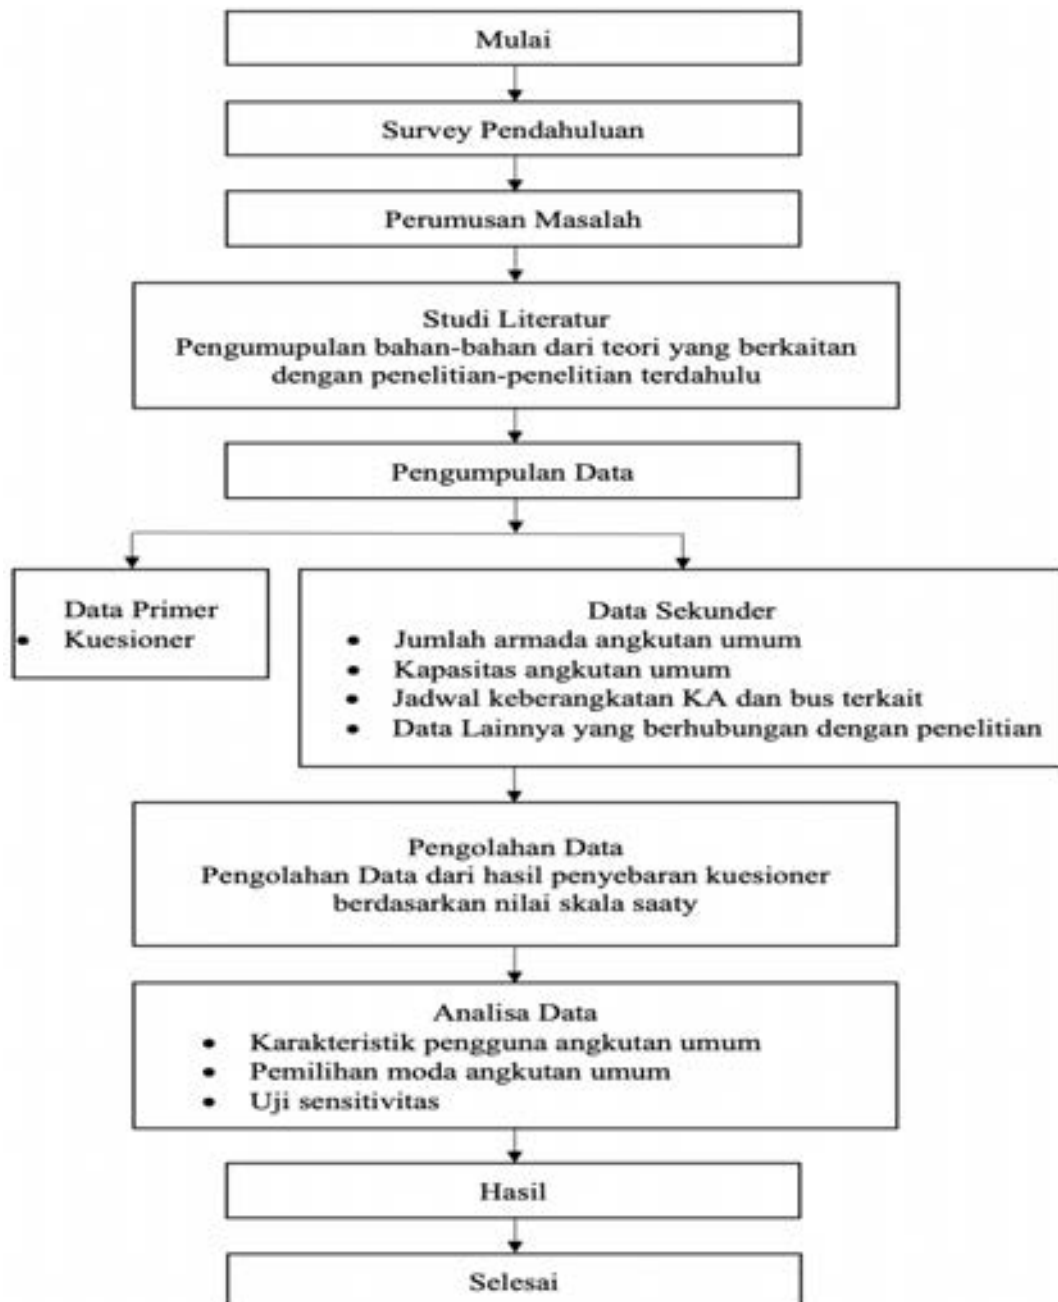 Mulai
Survey Pendahuluan
Perumusan Masalah
Studi Literatur
Pengumupulan bahan-bahan dari teori yang berkaitan
dengan penelitian-penelitian terdahulu
Pengumpulan Data
Data Primer
• Kuesioner
Data Sekunder
• Jumlah armada angkutan umum
• Kapasitas angkutan umum
• Jadwal keberangkatan KA dan bus terkait
• Data Lainnya yang berhubungan dengan penelitian
Pengolahan Data
Pengolahan Data dari hasil penyebaran kuesioner
berdasarkan nilai skala saaty
Analisa Data
• Karakteristik pengguna angkutan umum
• Pemilihan moda angkutan umum
• Uji sensitivitas
Hasil
Selesai